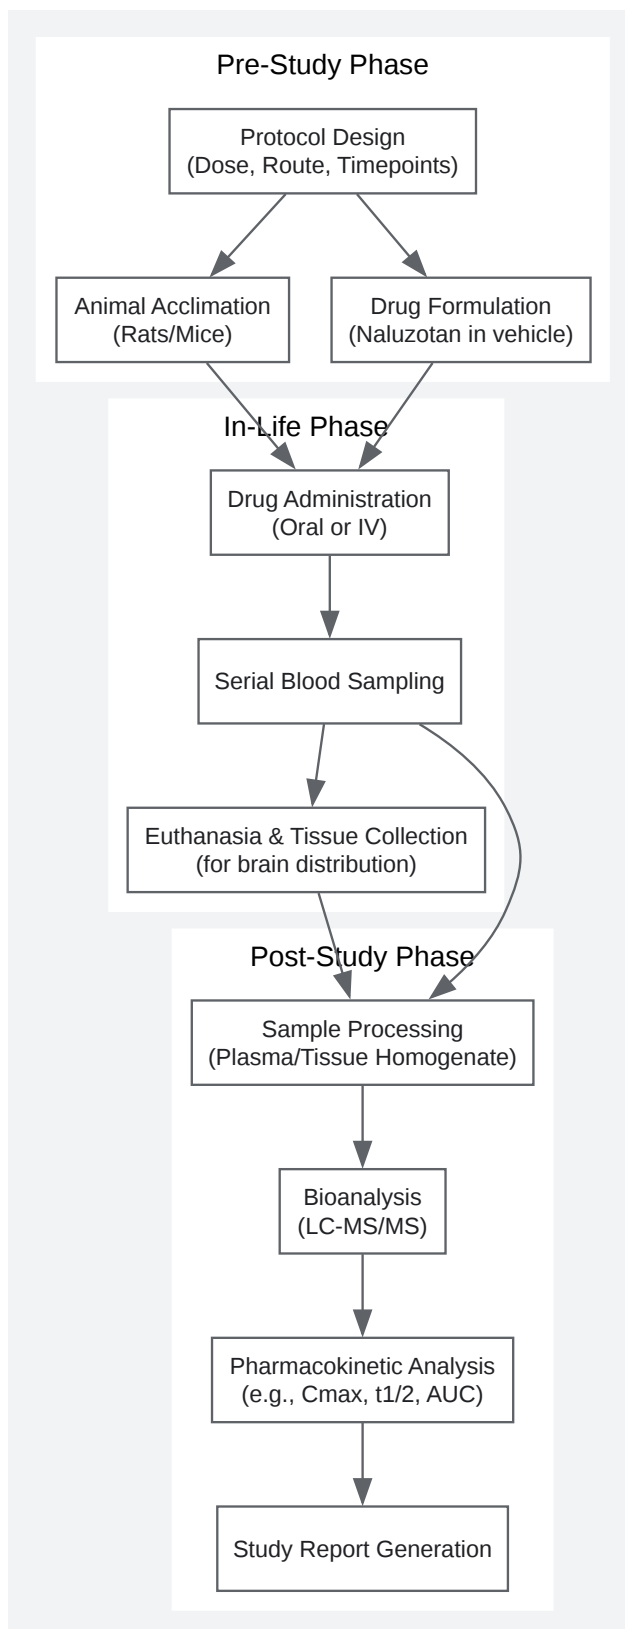 Pre-Study Phase
Protocol Design
(Dose, Route, Timepoints)
Animal Acclimation
(Rats/Mice)
Drug Formulation
(Naluzotan in vehicle)
In-Life Phase
Drug Administration
(Oral or IV)
Serial Blood Sampling
Euthanasia & Tissue Collection
(for brain distribution)
Post-Study Phase
Sample Processing
(Plasma/Tissue Homogenate)
Bioanalysis
(LC-MS/MS)
Pharmacokinetic Analysis
(e.g., Cmax, t1/2, AUC)
Study Report Generation